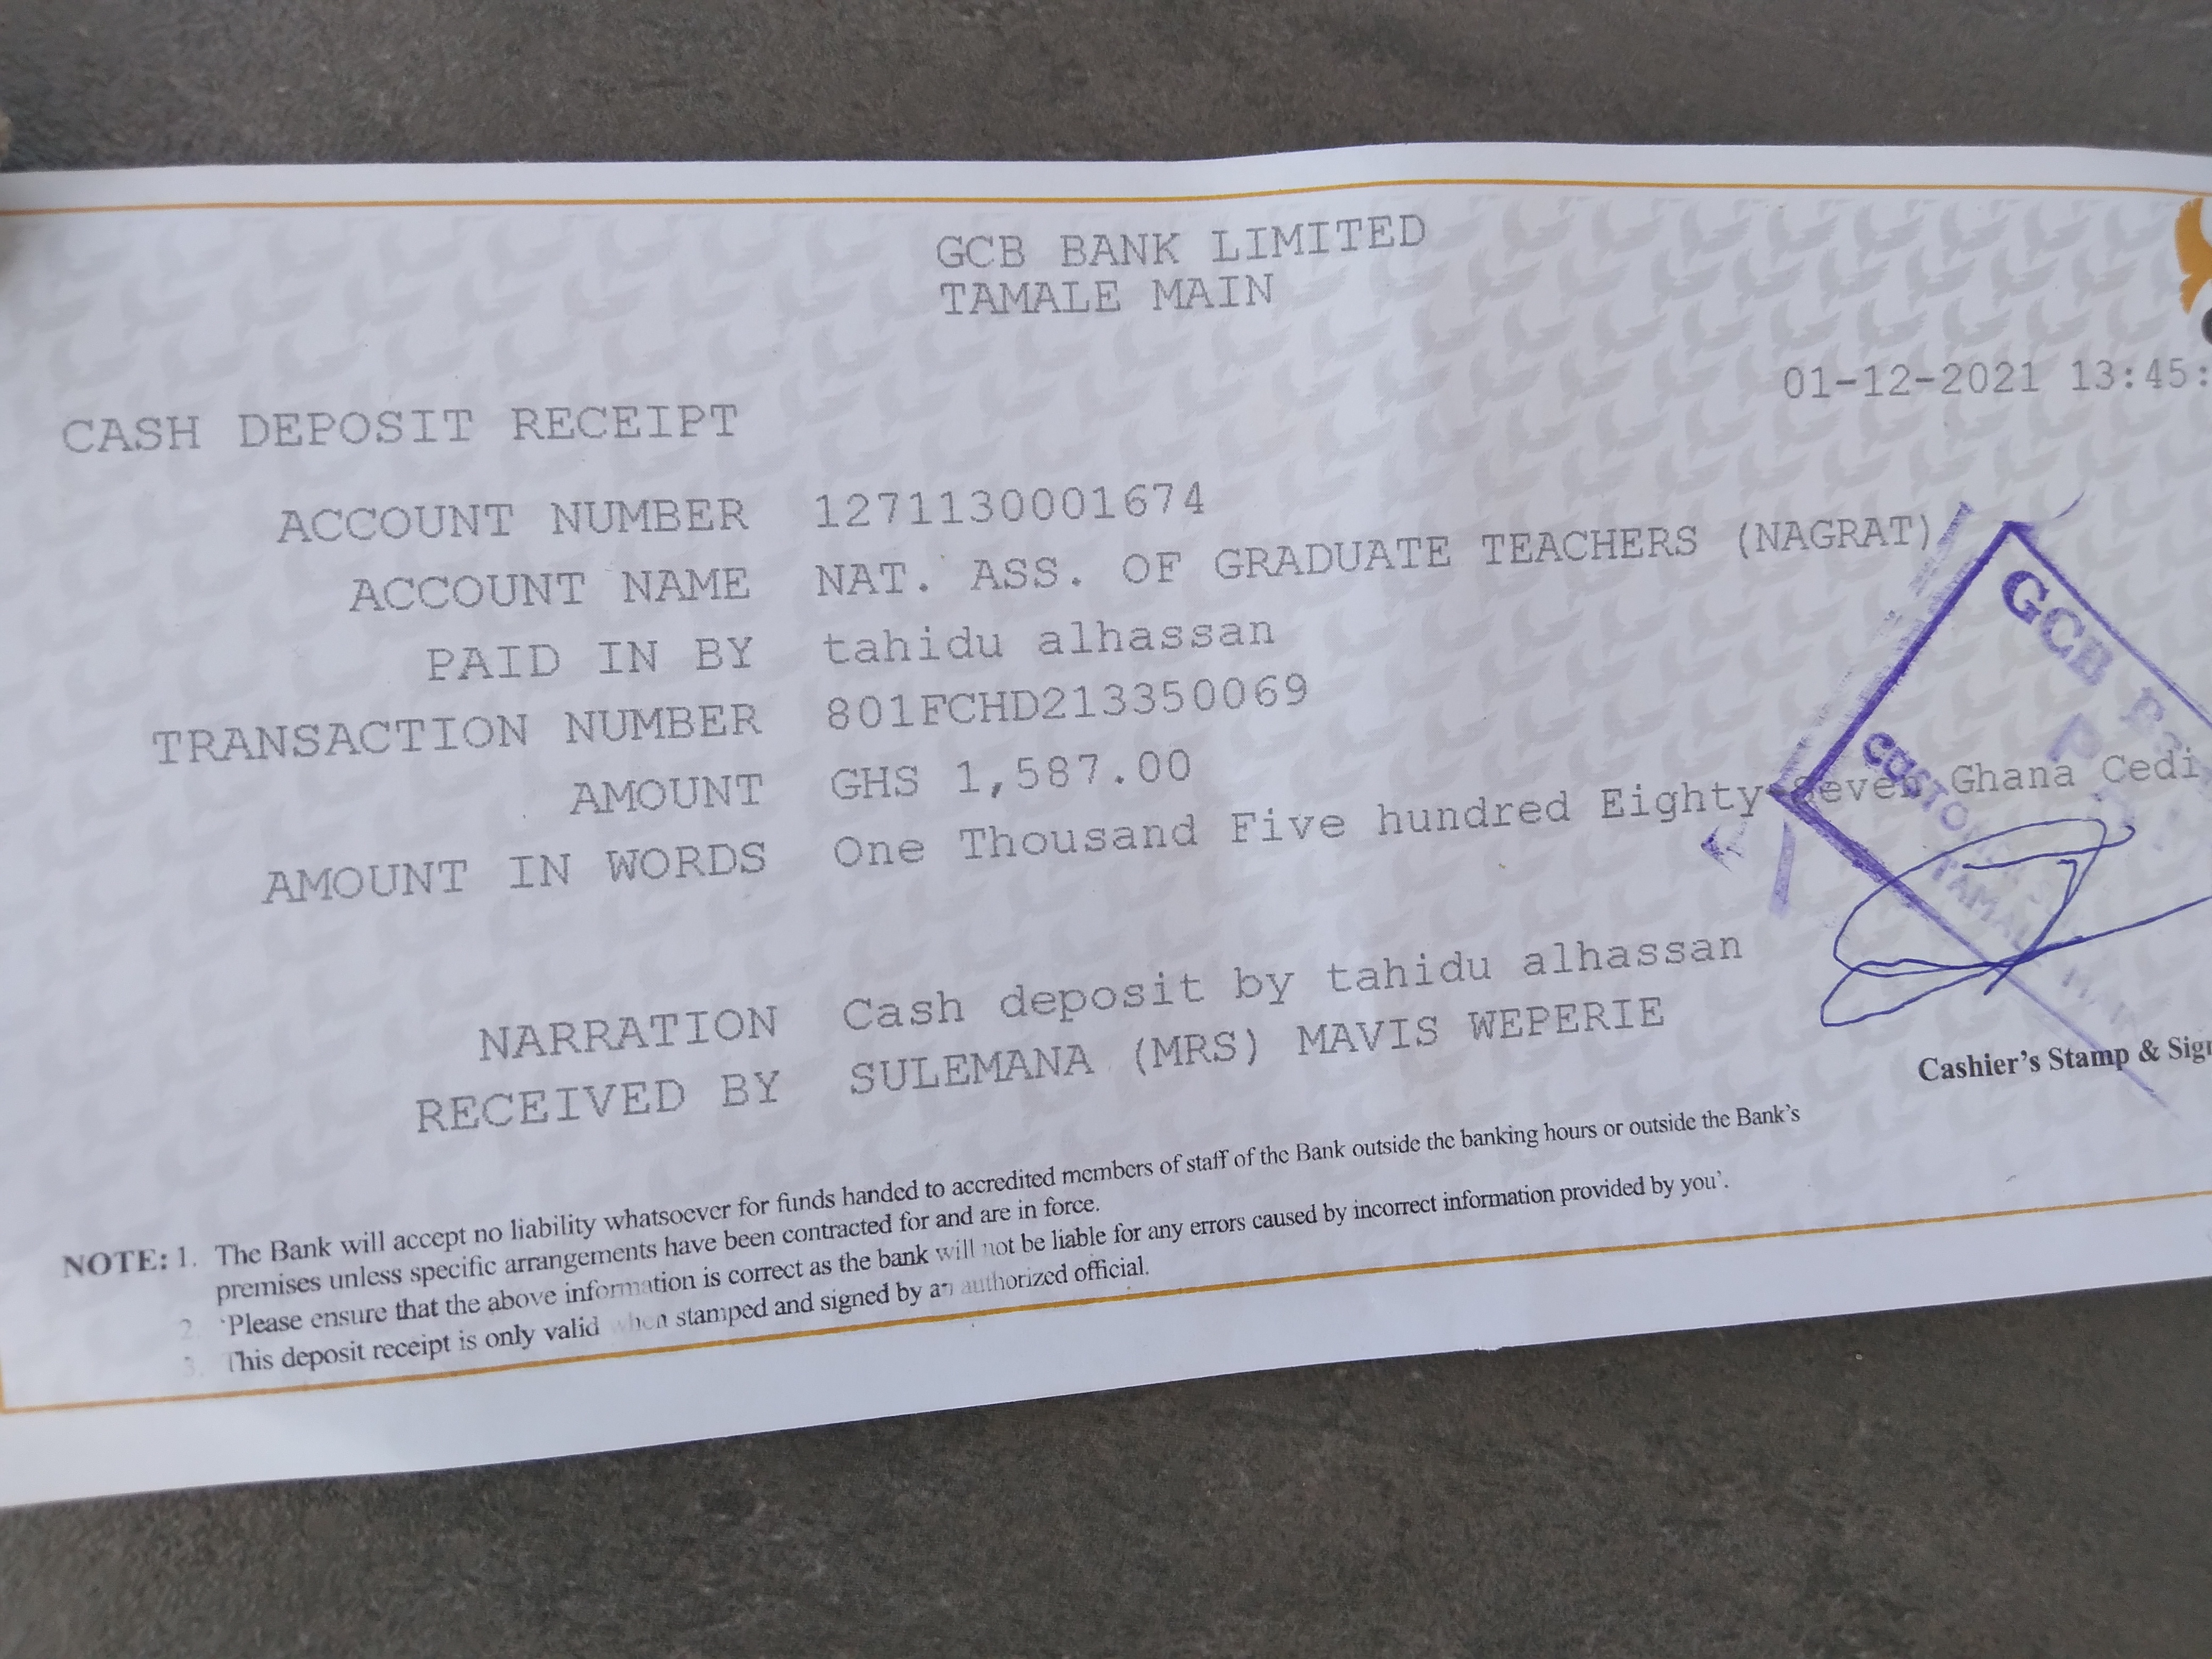 GCB BANK LIMITED
TAMALE MAIN
01-12-2021 13:45:
CASH DEPOSIT RECEIPT
ACCOUNT NUMBER 1271130001674
ACCOUNT NAME NAT. ASS. OF GRADUATE TEACHERS (NAGRAT)
PAID IN BY tahidu alhassan
TRANSACTION NUMBER 801FCHD213350069
AMOUNT GHS 1,587.00
AMOUNT IN WORDS One Thousand Five hundred Eighty-Seven Ghana Cedi
NARRATION Cash deposit by tahidu alhassan
RECEIVED BY SULEMANA (MRS) MAVIS WEPERIE
GCB
Cashier's Stamp & Sign
NOTE: 1. The Bank will accept no liability whatsoever for funds handed to accredited members of staff of the Bank outside the banking hours or outside the Bank's
premises unless specific arrangements have been contracted for and are in force.
2. 'Please ensure that the above information is correct as the bank will not be liable for any errors caused by incorrect information provided by you'.
3. This deposit receipt is only valid when stamped and signed by an authorized official.